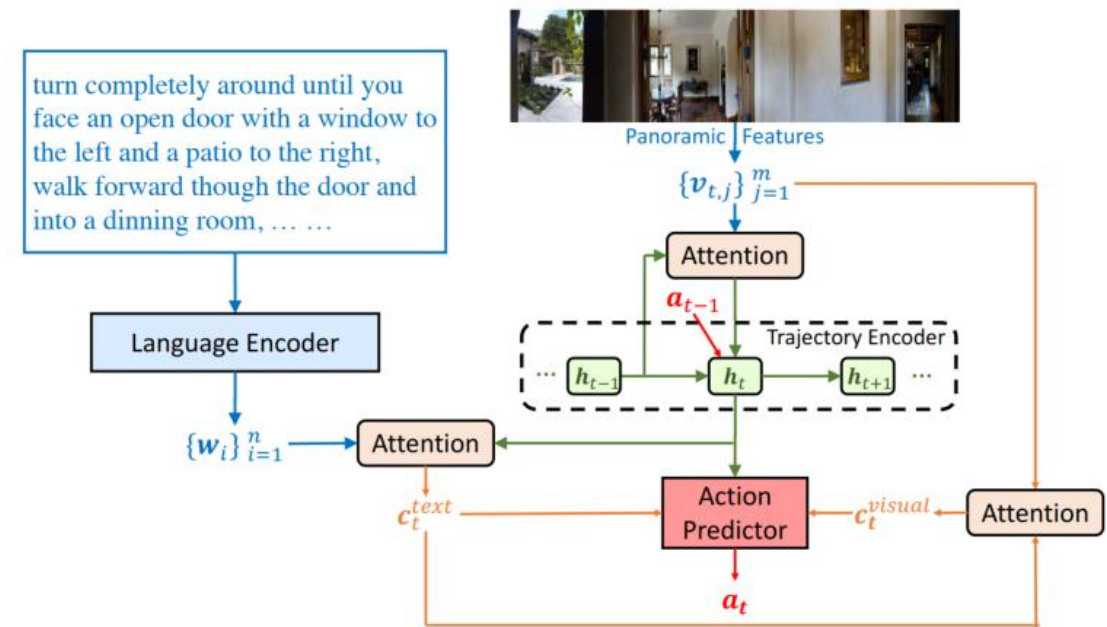 turn completely around until you
face an open door with a window to
the left and a patio to the right,
walk forward though the door and
into a dinning room, … …
Panoramic Features
{v_{t,j}}_{j=1}^{m}
Attention
a_{t−1}
Language Encoder
Trajectory Encoder
… h_{t−1} h_t h_{t+1} …
{w_i}_{i=1}^{n}
Attention
c_t^{text}
Action
Predictor
c_t^{visual}
Attention
a_t